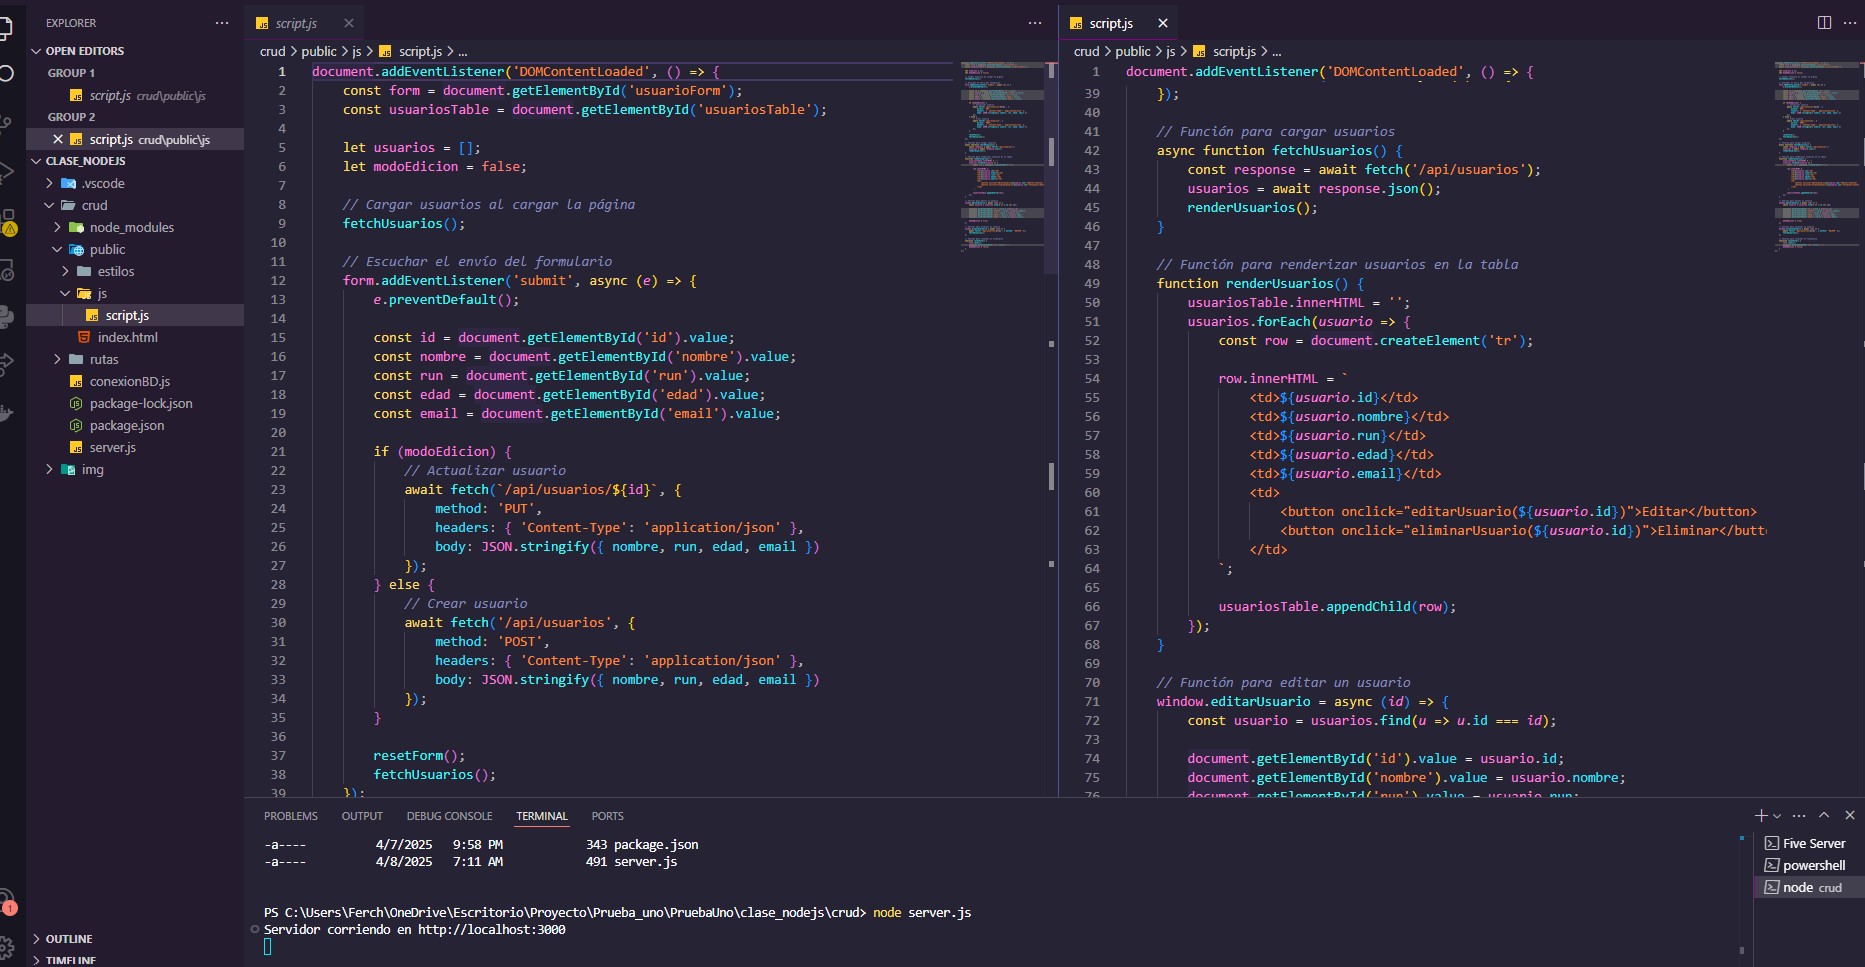 EXPLORER
OPEN EDITORS
GROUP 1
script.js crud\public\js
GROUP 2
script.js crud\public\js
CLASE_NODEJS
.vscode
crud
node_modules
public
estilos
js
script.js
index.html
rutas
conexionBD.js
package-lock.json
package.json
server.js
img
OUTLINE
TIMELINE
1
script.js
crud > public > js > script.js > ...
1 document.addEventListener('DOMContentLoaded', () => {
2 const form = document.getElementById('usuarioForm');
3 const usuariosTable = document.getElementById('usuariosTable');
4
5 let usuarios = [];
6 let modoEdicion = false;
7
8 // Cargar usuarios al cargar la página
9 fetchUsuarios();
10
11 // Escuchar el envío del formulario
12 form.addEventListener('submit', async (e) => {
13 e.preventDefault();
14
15 const id = document.getElementById('id').value;
16 const nombre = document.getElementById('nombre').value;
17 const run = document.getElementById('run').value;
18 const edad = document.getElementById('edad').value;
19 const email = document.getElementById('email').value;
20
21 if (modoEdicion) {
22 // Actualizar usuario
23 await fetch(`/api/usuarios/${id}`, {
24 method: 'PUT',
25 headers: { 'Content-Type': 'application/json' },
26 body: JSON.stringify({ nombre, run, edad, email })
27 });
28 } else {
29 // Crear usuario
30 await fetch('/api/usuarios', {
31 method: 'POST',
32 headers: { 'Content-Type': 'application/json' },
33 body: JSON.stringify({ nombre, run, edad, email })
34 });
35 }
36
37 resetForm();
38 fetchUsuarios();
39 });
script.js
crud > public > js > script.js > ...
1 document.addEventListener('DOMContentLoaded', () => {
39 });
40
41 // Función para cargar usuarios
42 async function fetchUsuarios() {
43 const response = await fetch('/api/usuarios');
44 usuarios = await response.json();
45 renderUsuarios();
46 }
47
48 // Función para renderizar usuarios en la tabla
49 function renderUsuarios() {
50 usuariosTable.innerHTML = '';
51 usuarios.forEach(usuario => {
52 const row = document.createElement('tr');
53
54 row.innerHTML = `
55 <td>${usuario.id}</td>
56 <td>${usuario.nombre}</td>
57 <td>${usuario.run}</td>
58 <td>${usuario.edad}</td>
59 <td>${usuario.email}</td>
60 <td>
61 <button onclick="editarUsuario(${usuario.id})">Editar</button>
62 <button onclick="eliminarUsuario(${usuario.id})">Eliminar</butt
63 </td>
64 `;
65
66 usuariosTable.appendChild(row);
67 });
68 }
69
70 // Función para editar un usuario
71 window.editarUsuario = async (id) => {
72 const usuario = usuarios.find(u => u.id === id);
73
74 document.getElementById('id').value = usuario.id;
75 document.getElementById('nombre').value = usuario.nombre;
76 document.getElementById('run').value = usuario.run;
PROBLEMS OUTPUT DEBUG CONSOLE TERMINAL PORTS
-a---- 4/7/2025 9:58 PM 343 package.json
-a---- 4/8/2025 7:11 AM 491 server.js
PS C:\Users\Ferch\OneDrive\Escritorio\Proyecto\Prueba_uno\PruebaUno\clase_nodejs\crud> node server.js
Servidor corriendo en http://localhost:3000
Five Server
powershell
node crud